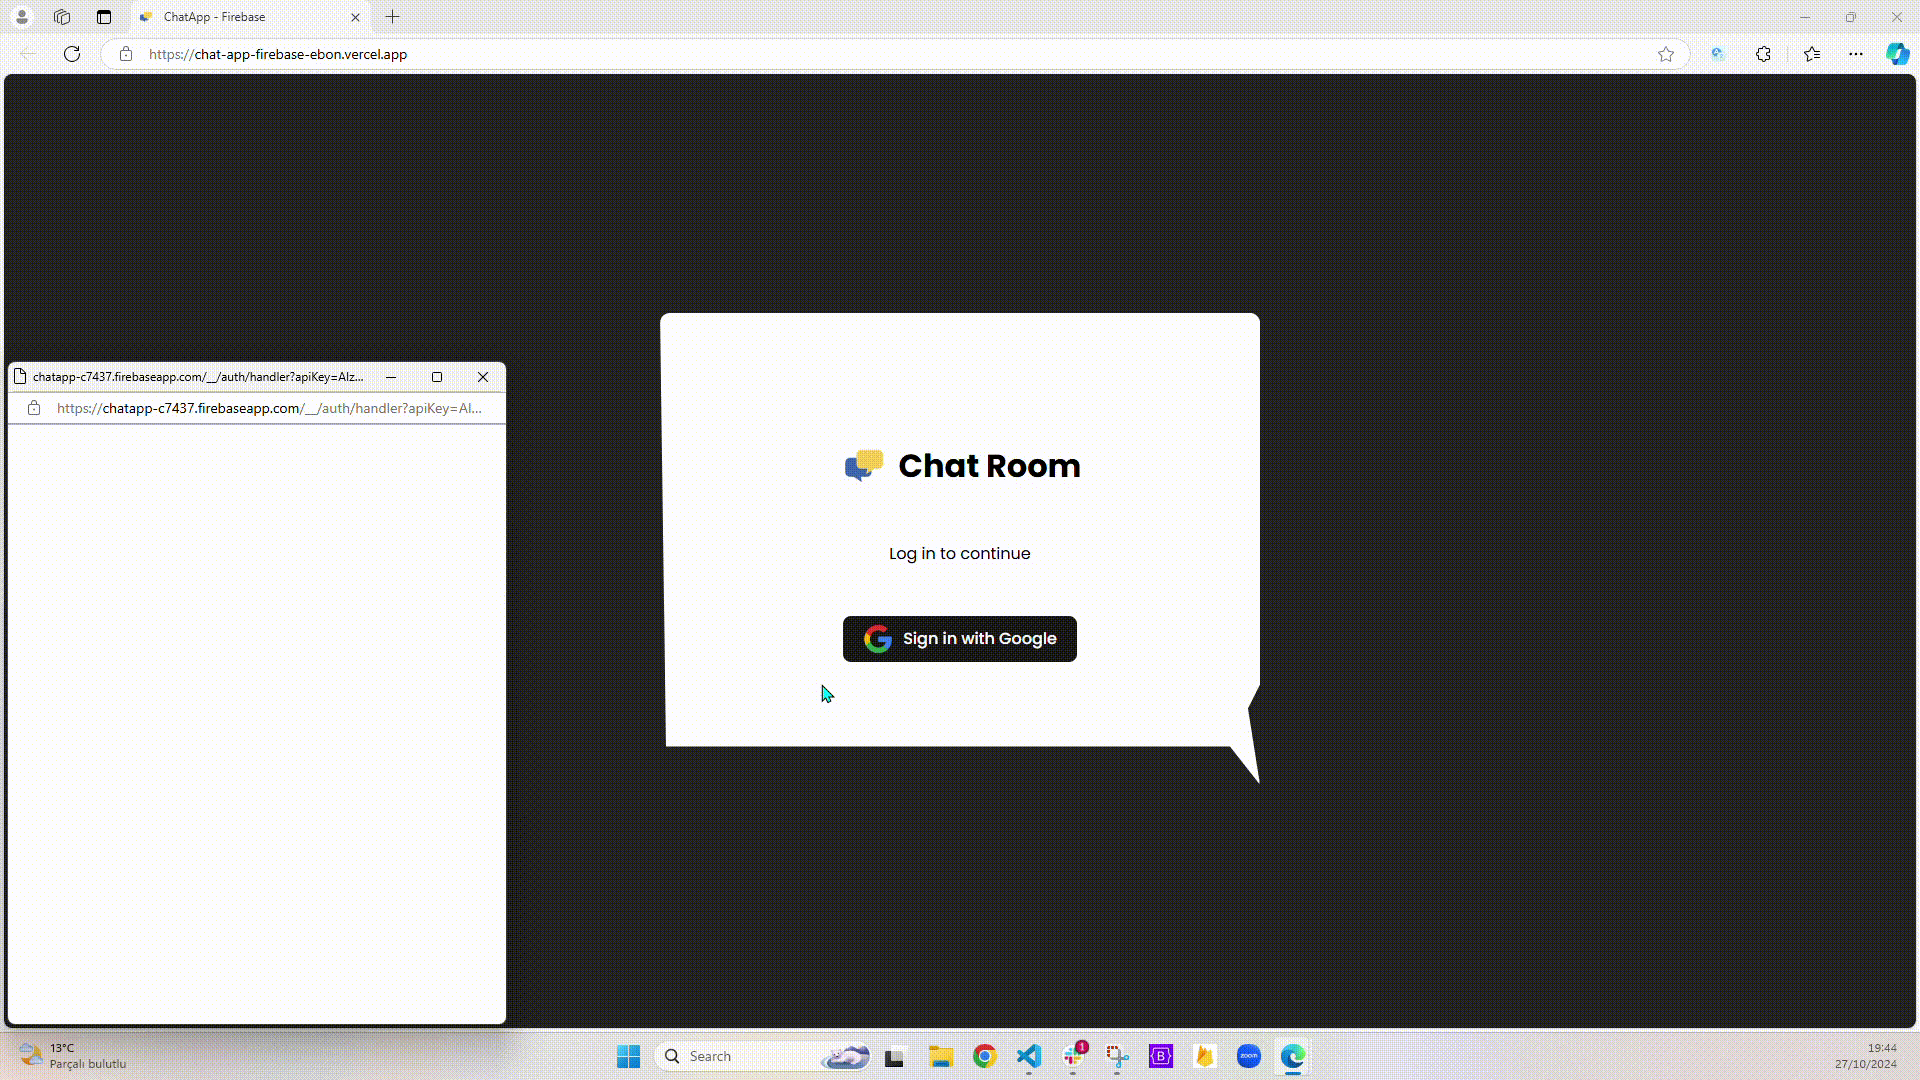 ChatApp - Firebase
https://chat-app-firebase-ebon.vercel.app
chatapp-c7437.firebaseapp.com/__/auth/handler?apiKey=AIz...
https://chatapp-c7437.firebaseapp.com/__/auth/handler?apiKey=AI...
Chat Room
Log in to continue
Sign in with Google
13°C
Parçalı bulutlu
Search
1
B
zoom
19:44
27/10/2024